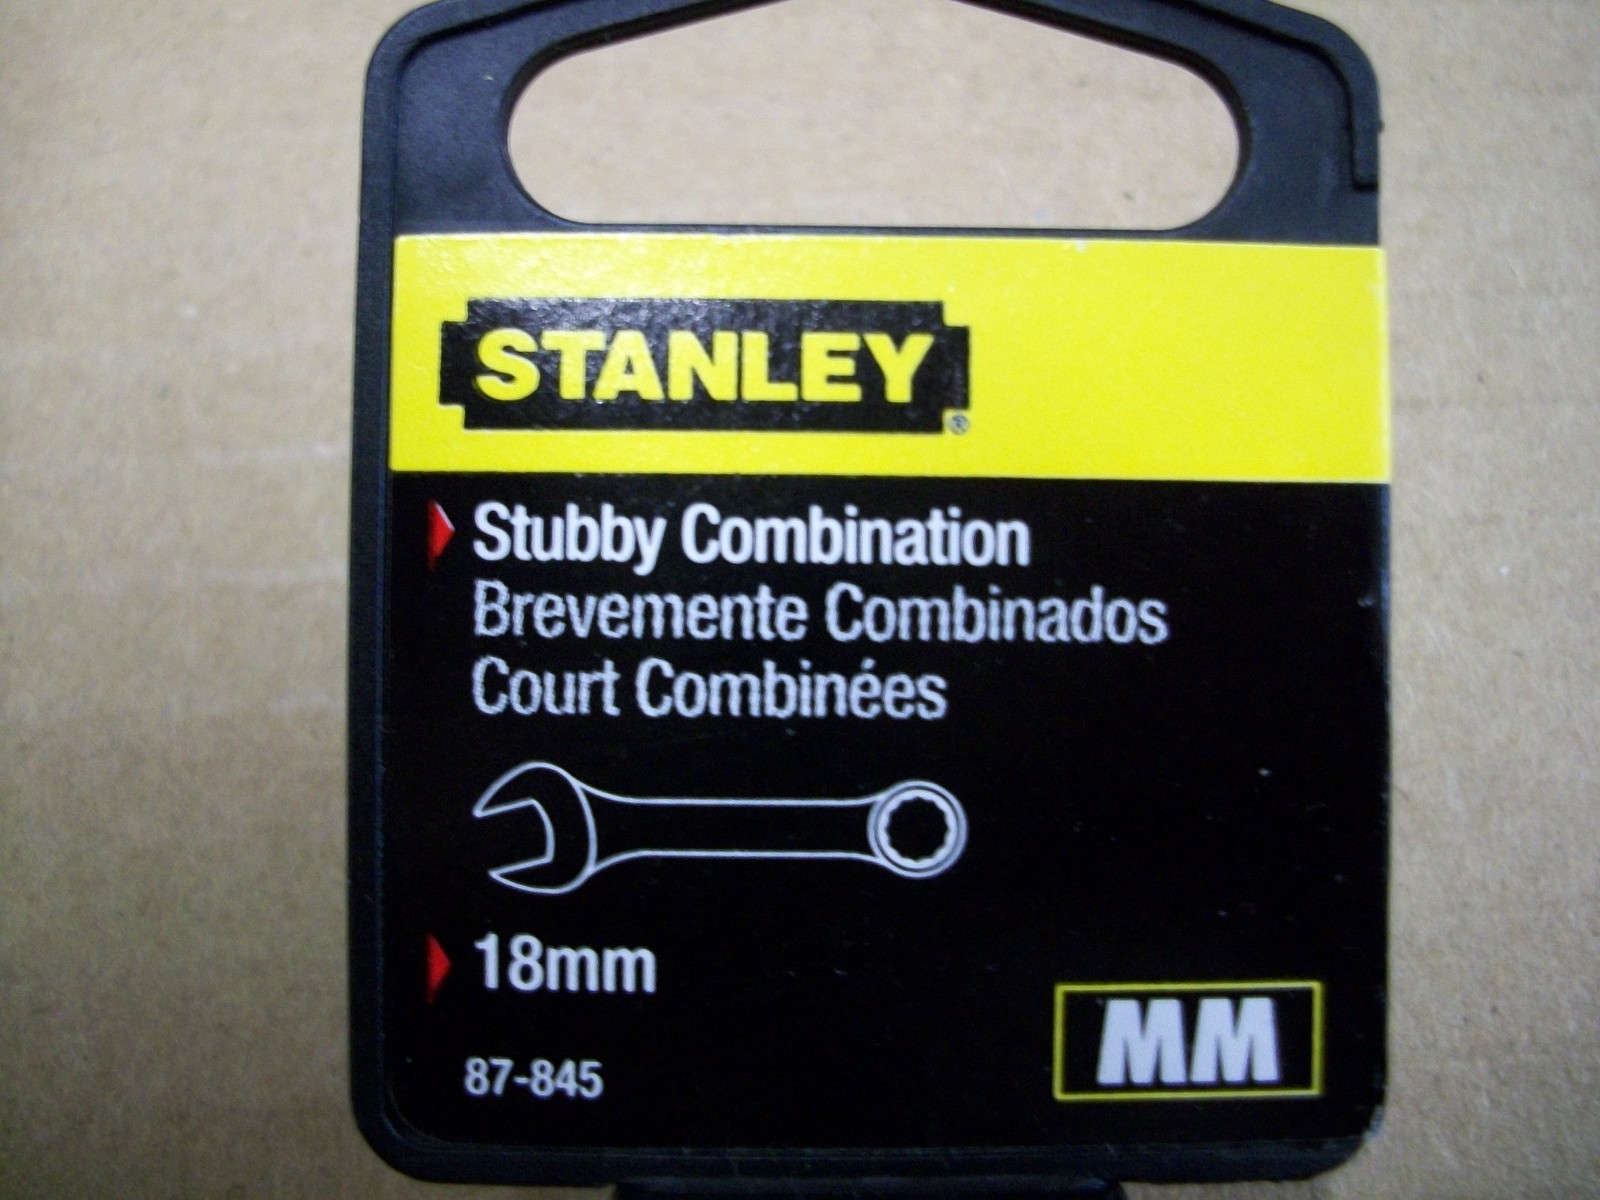 STANLEY®
Stubby Combination
Brevemente Combinados
Court Combinées
18mm
87-845
MM